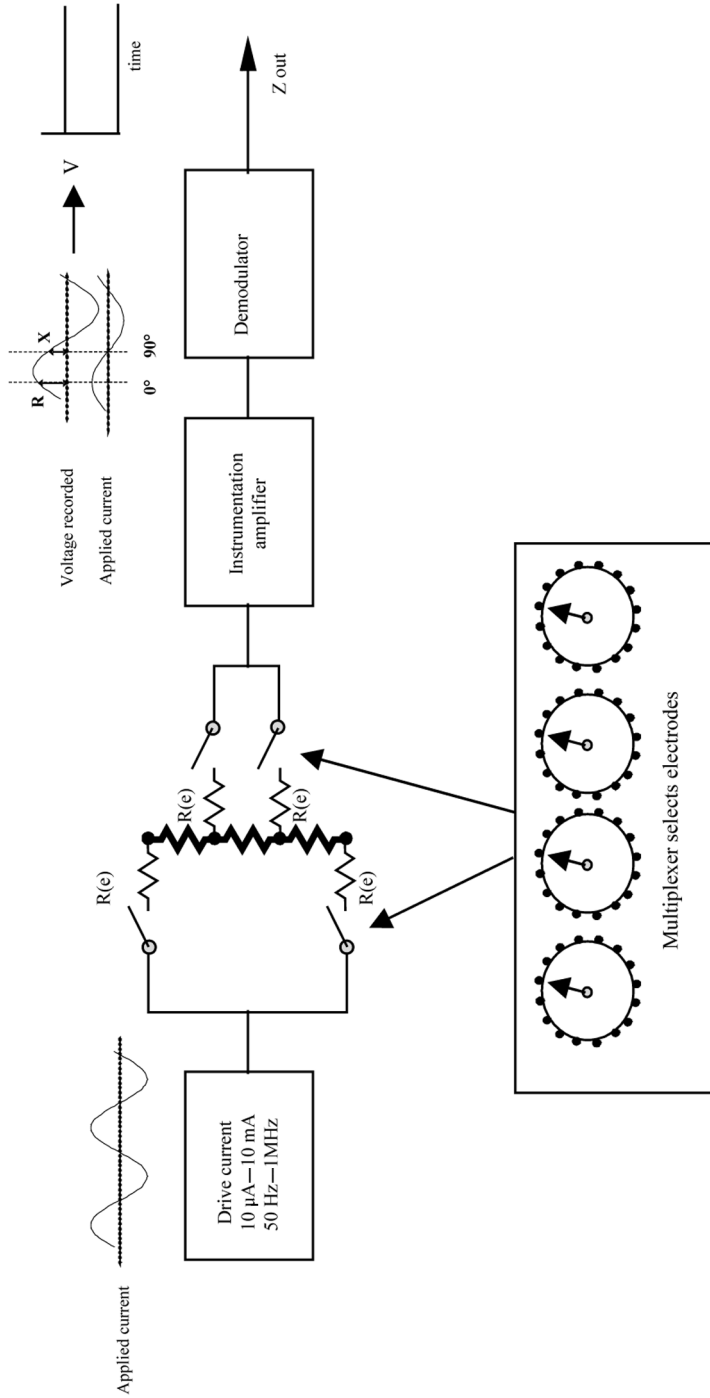 Applied current
Drive current
10 µA—10 mA
50 Hz—1MHz
R(e)
R(e)
R(e)
R(e)
Voltage recorded
Applied current
R
X
0°
90°
V
time
Instrumentation
amplifier
Demodulator
Z out
Multiplexer selects electrodes